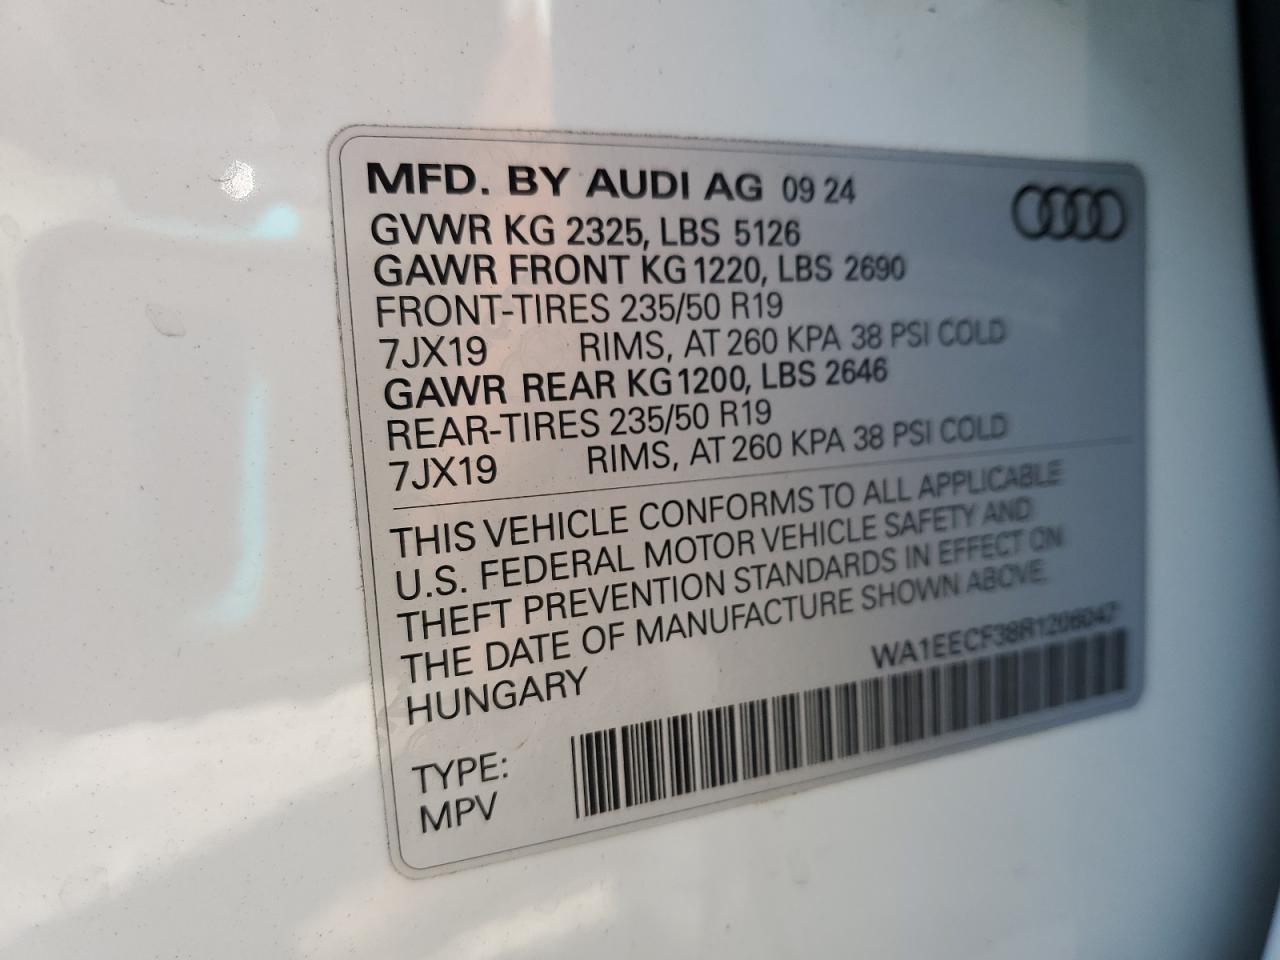 MFD. BY AUDI AG 09 24
GVWR KG 2325, LBS 5126
GAWR FRONT KG 1220, LBS 2690
FRONT-TIRES 235/50 R19
7JX19 RIMS, AT 260 KPA 38 PSI COLD
GAWR REAR KG 1200, LBS 2646
REAR-TIRES 235/50 R19
7JX19 RIMS, AT 260 KPA 38 PSI COLD
THIS VEHICLE CONFORMS TO ALL APPLICABLE
U.S. FEDERAL MOTOR VEHICLE SAFETY AND
THEFT PREVENTION STANDARDS IN EFFECT ON
THE DATE OF MANUFACTURE SHOWN ABOVE.
HUNGARY
WA1EECF38R1206047
TYPE:
MPV